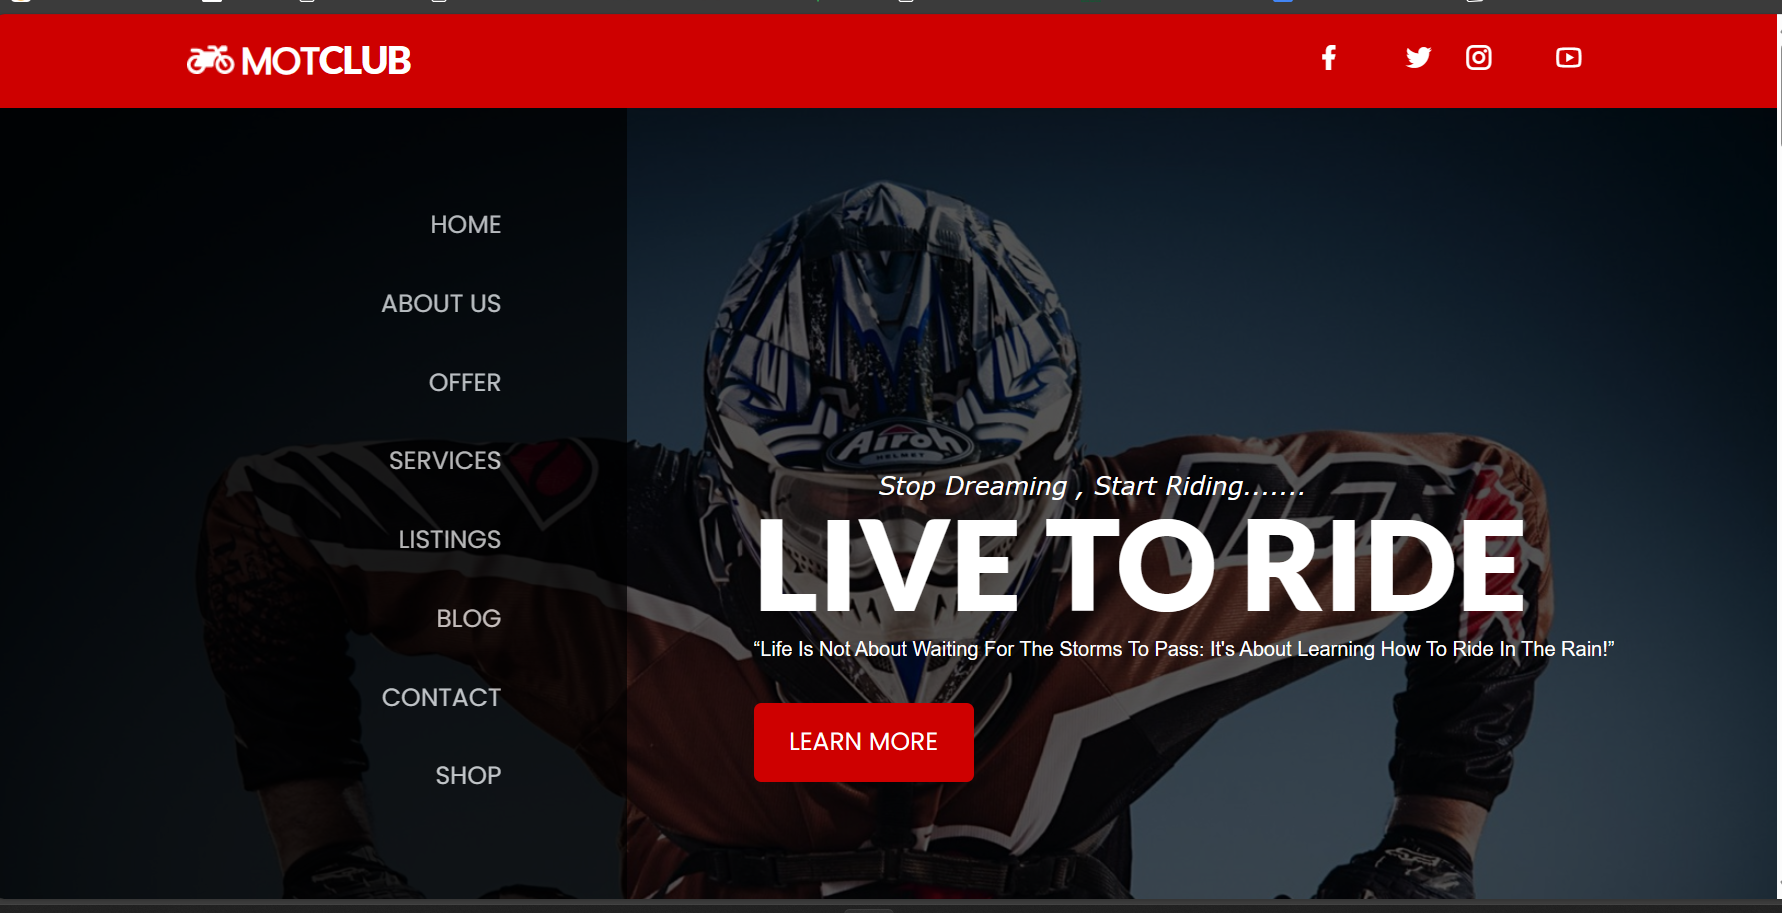 MOTCLUB
HOME
ABOUT US
OFFER
SERVICES
LISTINGS
BLOG
CONTACT
SHOP
Airoh
HELMET
Stop Dreaming , Start Riding.......
LIVE TO RIDE
“Life Is Not About Waiting For The Storms To Pass: It's About Learning How To Ride In The Rain!”
LEARN MORE